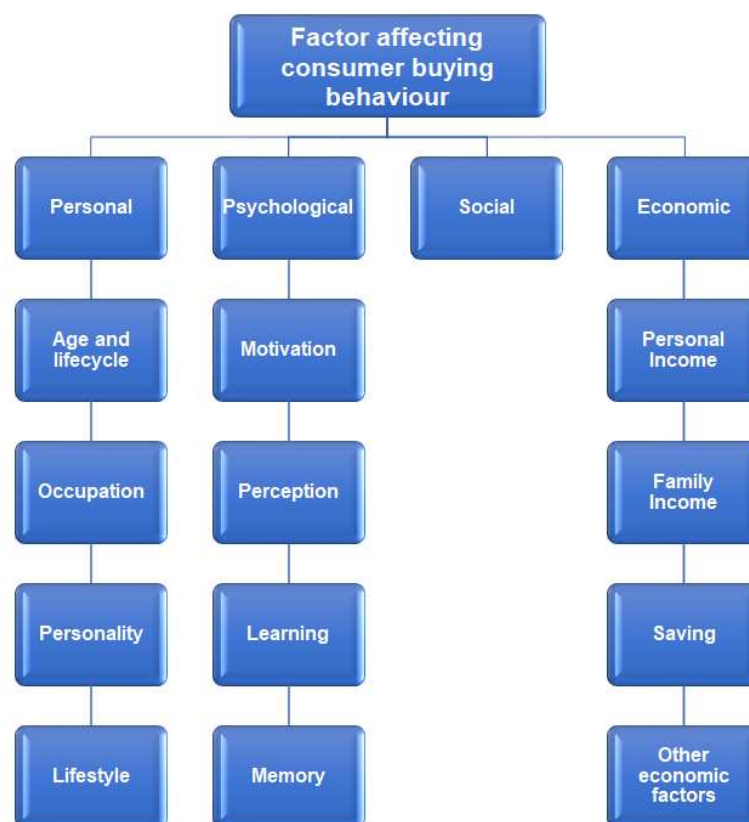 Factor affecting
consumer buying
behaviour
Personal
Psychological
Social
Economic
Age and
lifecycle
Motivation
Personal
Income
Occupation
Perception
Family
Income
Personality
Learning
Saving
Lifestyle
Memory
Other
economic
factors